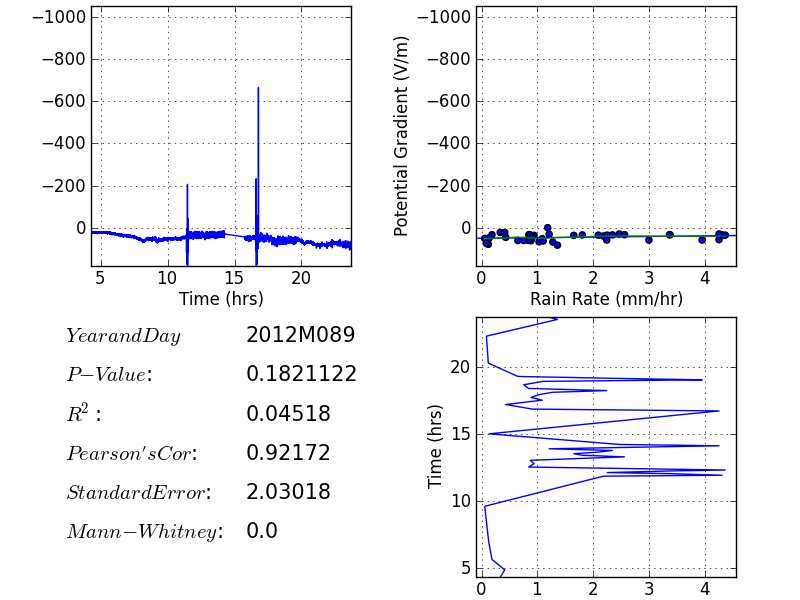 −1000
−800
−600
−400
−200
0
5 10 15 20
Time (hrs)
Potential Gradient (V/m)
−1000
−800
−600
−400
−200
0
0 1 2 3 4
Rain Rate (mm/hr)
YearandDay 2012M089
P−Value: 0.1821122
R² : 0.04518
Pearson'sCor: 0.92172
StandardError: 2.03018
Mann−Whitney: 0.0
Time (hrs)
20
15
10
5
0 1 2 3 4